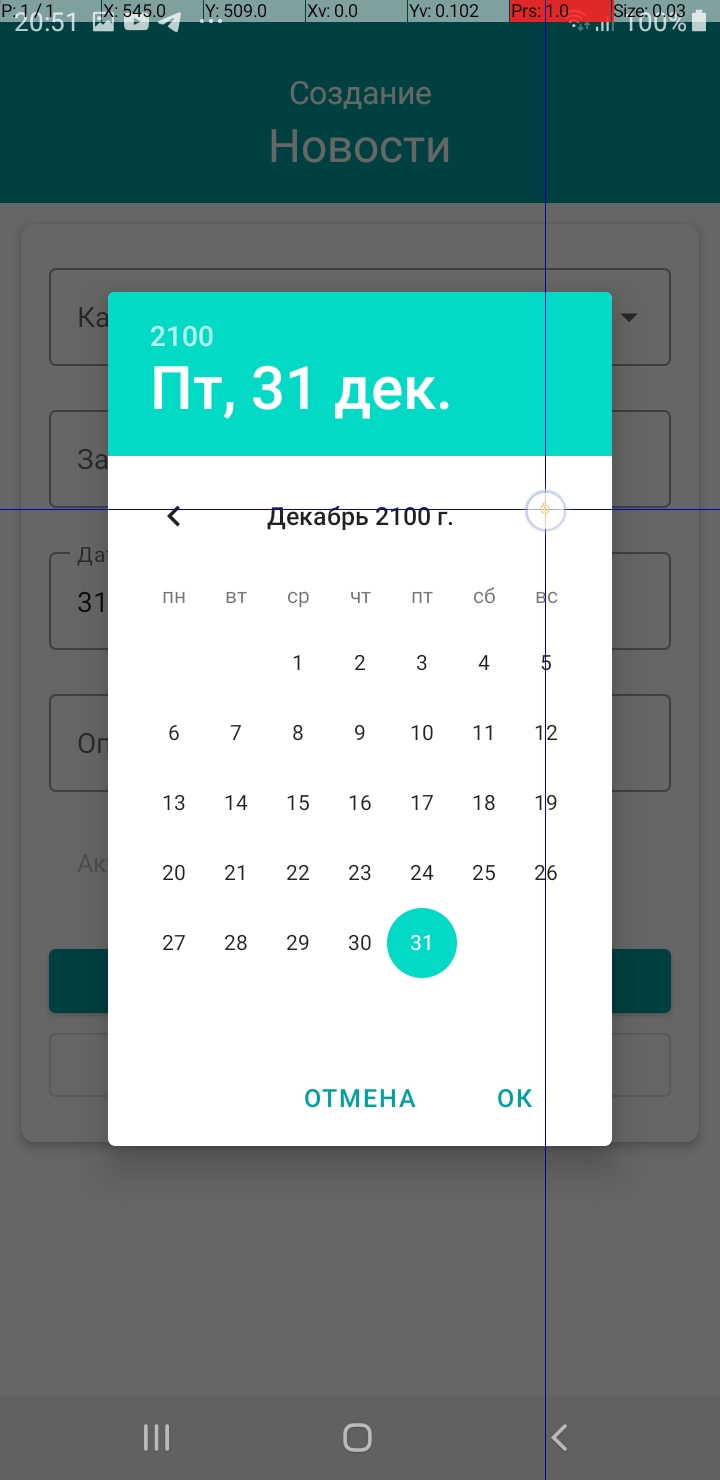 P: 1 / 1 X: 545.0 Y: 509.0 Xv: 0.0 Yv: 0.102 Prs: 1.0 Size: 0.03
20:51 100%
Создание
Новости
Ка
2100
Пт, 31 дек.
За
Декабрь 2100 г.
Да
31
пн вт ср чт пт сб вс
1 2 3 4 5
6 7 8 9 10 11 12
Оп
13 14 15 16 17 18 19
Ак
20 21 22 23 24 25 26
27 28 29 30 31
ОТМЕНА ОК